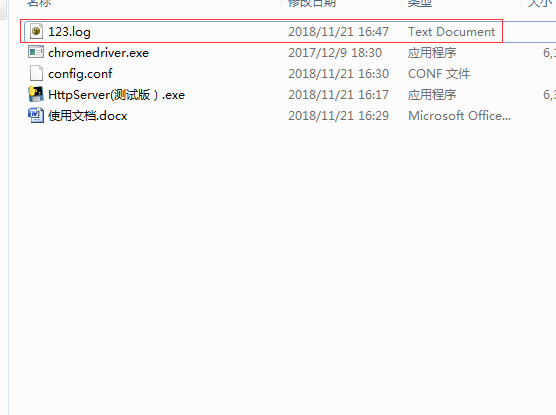 名称 修改日期 类型 大小
123.log 2018/11/21 16:47 Text Document
chromedriver.exe 2017/12/9 18:30 应用程序 6,
config.conf 2018/11/21 16:30 CONF 文件
HttpServer(测试版）.exe 2018/11/21 16:17 应用程序 6,
使用文档.docx 2018/11/21 16:29 Microsoft Office...